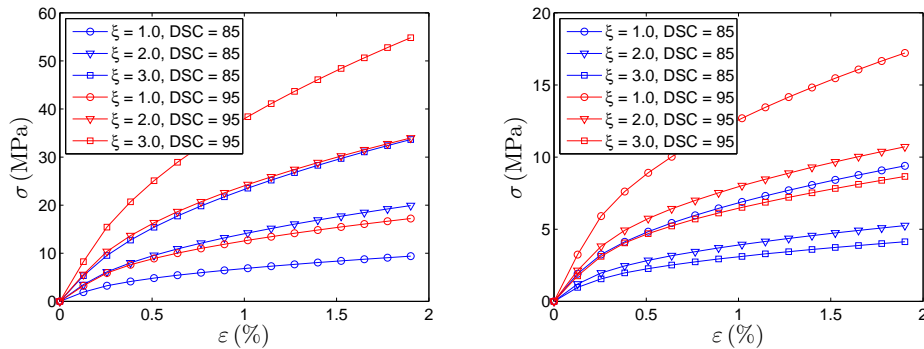 60
50
40
30
20
10
0
σ (MPa)
ξ = 1.0, DSC = 85
ξ = 2.0, DSC = 85
ξ = 3.0, DSC = 85
ξ = 1.0, DSC = 95
ξ = 2.0, DSC = 95
ξ = 3.0, DSC = 95
0 0.5 1 1.5 2
ε (%)
20
15
10
5
0
σ (MPa)
ξ = 1.0, DSC = 85
ξ = 2.0, DSC = 85
ξ = 3.0, DSC = 85
ξ = 1.0, DSC = 95
ξ = 2.0, DSC = 95
ξ = 3.0, DSC = 95
0 0.5 1 1.5 2
ε (%)